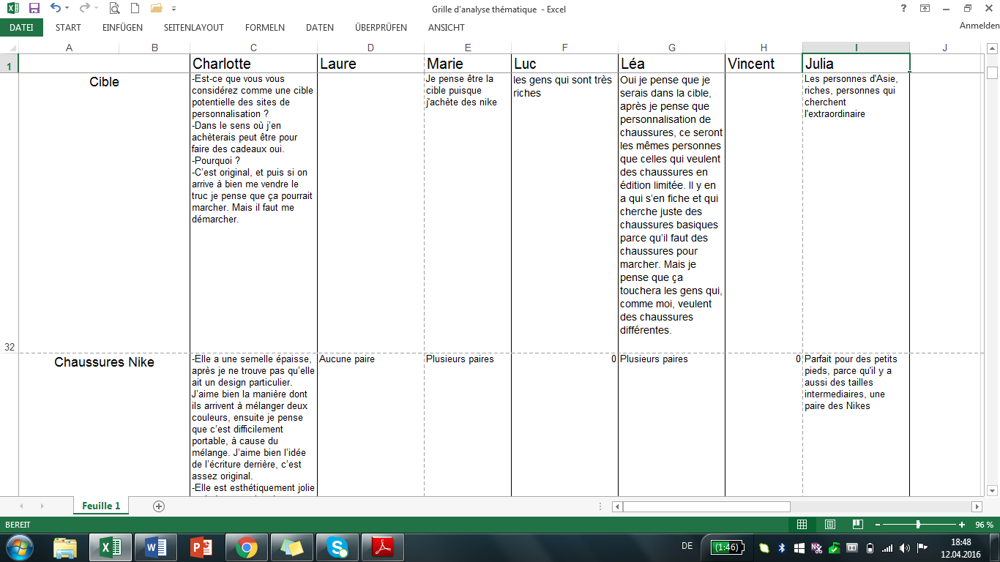 Grille d'analyse thématique - Excel
?
DATEI
START
EINFÜGEN
SEITENLAYOUT
FORMELN
DATEN
ÜBERPRÜFEN
ANSICHT
Anmelden
A
B
C
D
E
F
G
H
I
J
1
Charlotte
Laure
Marie
Luc
Léa
Vincent
Julia
Cible
-Est-ce que vous vous
considérez comme une cible
potentielle des sites de
personnalisation ?
-Dans le sens où j'en
achèterais peut être pour
faire des cadeaux oui.
-Pourquoi ?
-C'est original, et puis si on
arrive à bien me vendre le
truc je pense que ça pourrait
marcher. Mais il faut me
démarcher.
Je pense être la
cible puisque
j'achète des nike
les gens qui sont très
riches
Oui je pense que je
serais dans la cible,
après je pense que
personnalisation de
chaussures, ce seront
les mêmes personnes
que celles qui veulent
des chaussures en
édition limitée. Il y en
a qui s'en fiche et qui
cherche juste des
chaussures basiques
parce qu'il faut des
chaussures pour
marcher. Mais je
pense que ça
touchera les gens qui,
comme moi, veulent
des chaussures
différentes.
Les personnes d'Asie,
riches, personnes qui
cherchent
l'extraordinaire
32
Chaussures Nike
-Elle a une semelle épaisse,
après je ne trouve pas qu'elle
ait un design particulier.
J'aime bien la manière dont
ils arrivent à mélanger deux
couleurs, ensuite je pense
que c'est difficilement
portable, à cause du
mélange. J'aime bien l'idée
de l'écriture derrière, c'est
assez original.
-Elle est esthétiquement jolie
Aucune paire
Plusieurs paires
0
Plusieurs paires
0
Parfait pour des petits
pieds, parce qu'il y a
aussi des tailles
intermediaires, une
paire des Nikes
Feuille 1
BEREIT
96 %
DE
(1:46)
18:48
12.04.2016